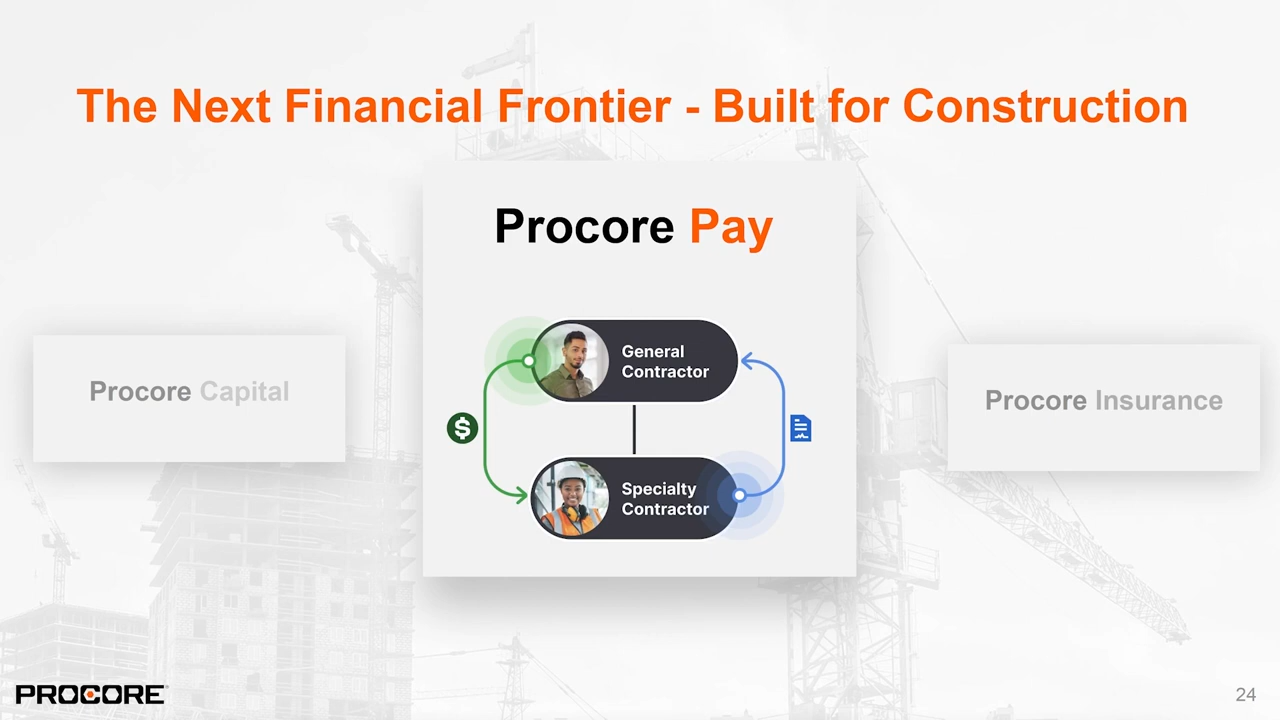 The Next Financial Frontier - Built for Construction
Procore Pay
General
Contractor
$
Specialty
Contractor
Procore Capital
Procore Insurance
PROCORE
24